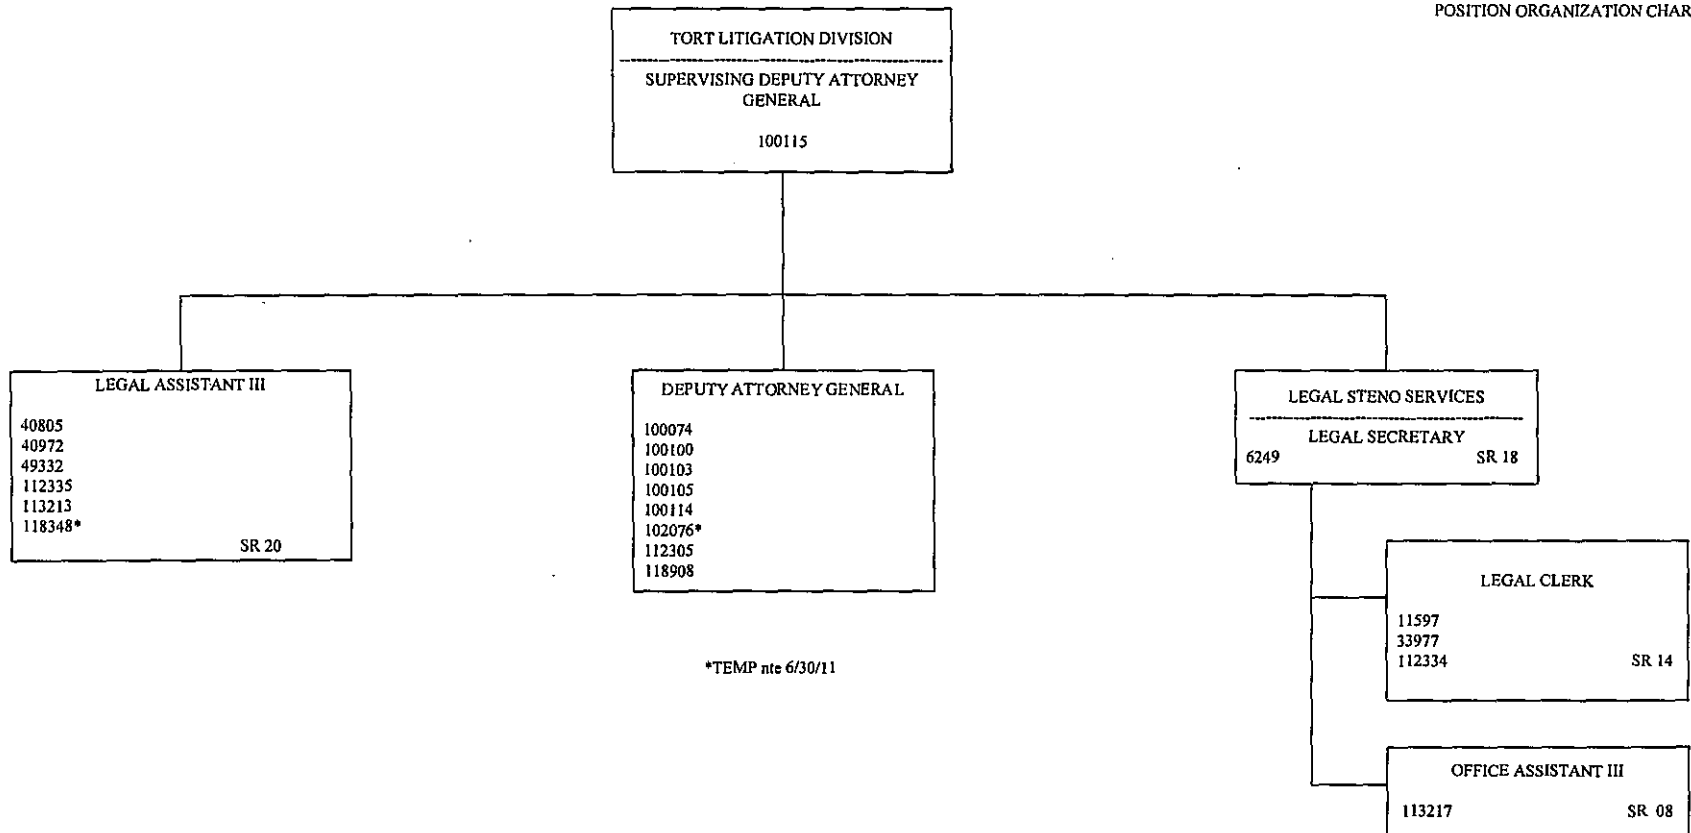 POSITION ORGANIZATION CHAR
TORT LITIGATION DIVISION
SUPERVISING DEPUTY ATTORNEY
GENERAL
100115
LEGAL ASSISTANT III
40805
40972
49332
112335
113213
118348*
SR 20
DEPUTY ATTORNEY GENERAL
100074
100100
100103
100105
100114
102076*
112305
118908
*TEMP nte 6/30/11
LEGAL STENO SERVICES
LEGAL SECRETARY
6249 SR 18
LEGAL CLERK
11597
33977
112334 SR 14
OFFICE ASSISTANT III
113217 SR 08